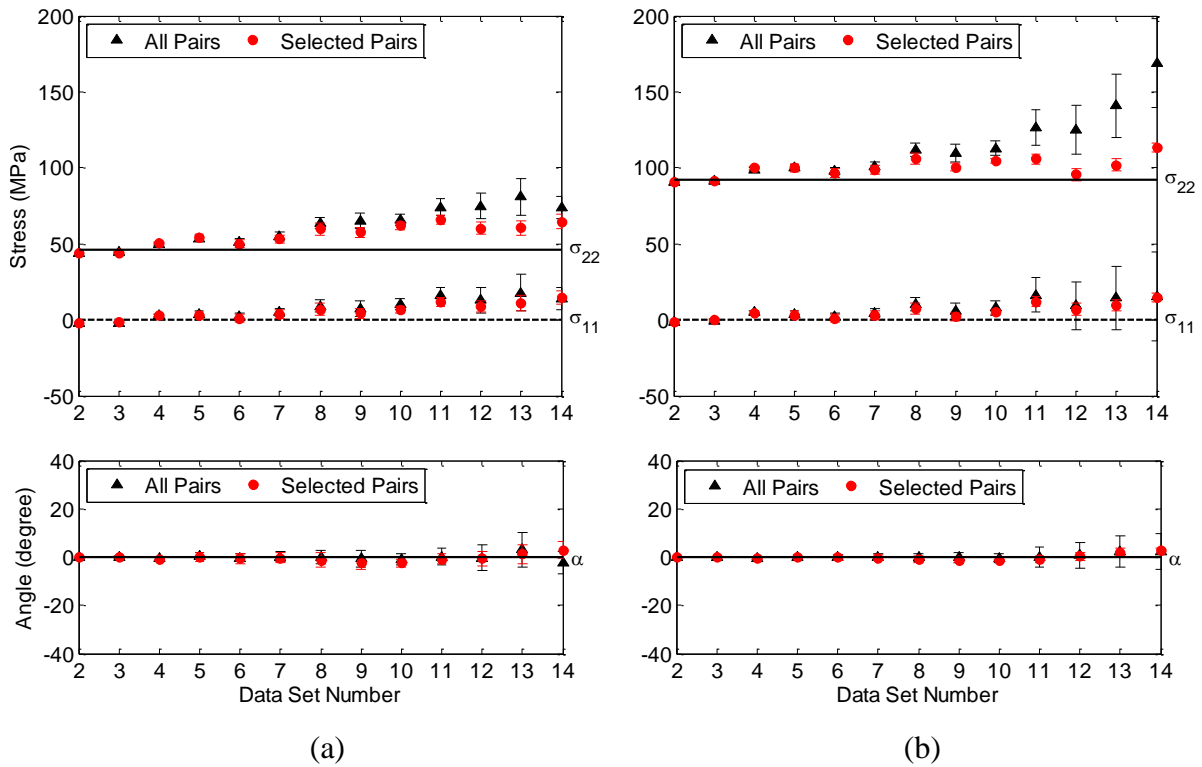 200
150
100
50
0
-50
Stress (MPa)
All Pairs Selected Pairs
σ22
σ11
2 3 4 5 6 7 8 9 10 11 12 13 14
40
20
0
-20
-40
Angle (degree)
All Pairs Selected Pairs
α
2 3 4 5 6 7 8 9 10 11 12 13 14
Data Set Number
(a)
200
150
100
50
0
-50
All Pairs Selected Pairs
σ22
σ11
2 3 4 5 6 7 8 9 10 11 12 13 14
40
20
0
-20
-40
All Pairs Selected Pairs
α
2 3 4 5 6 7 8 9 10 11 12 13 14
Data Set Number
(b)